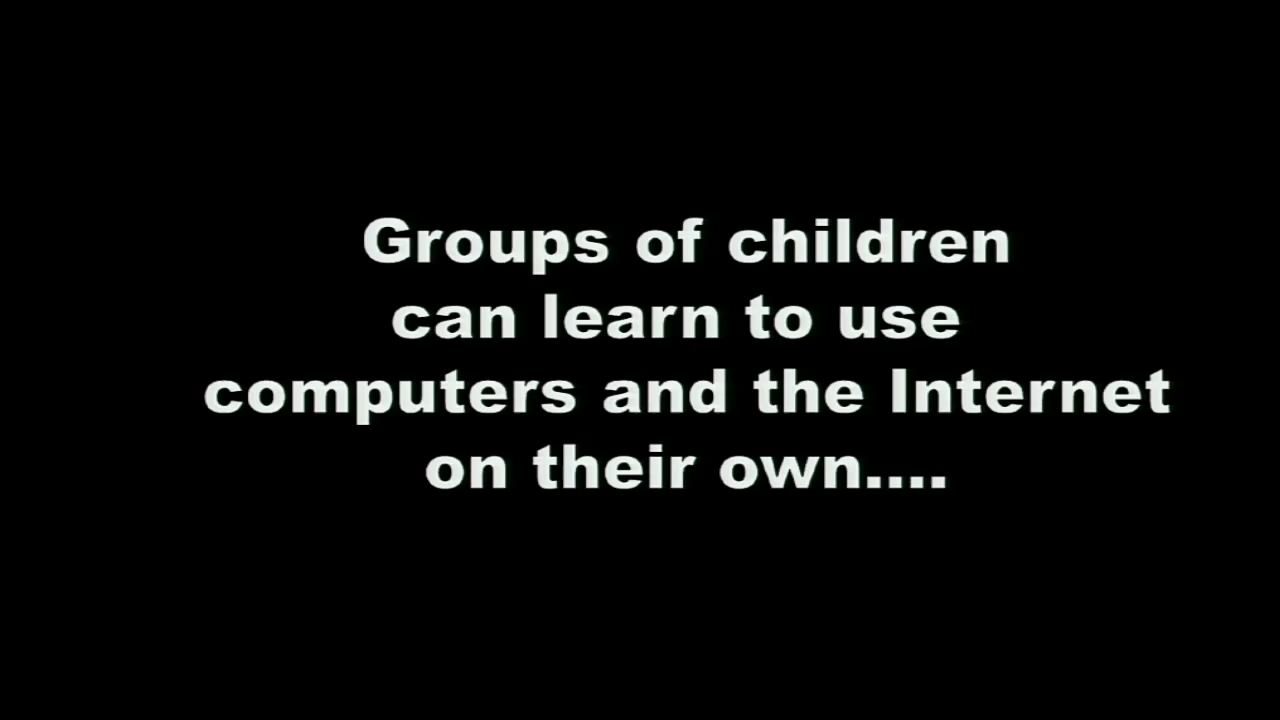 Groups of children
can learn to use
computers and the Internet
on their own....